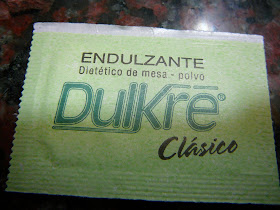 ENDULZANTE
Dietético de mesa - polvo
Dulkre®
Clásico